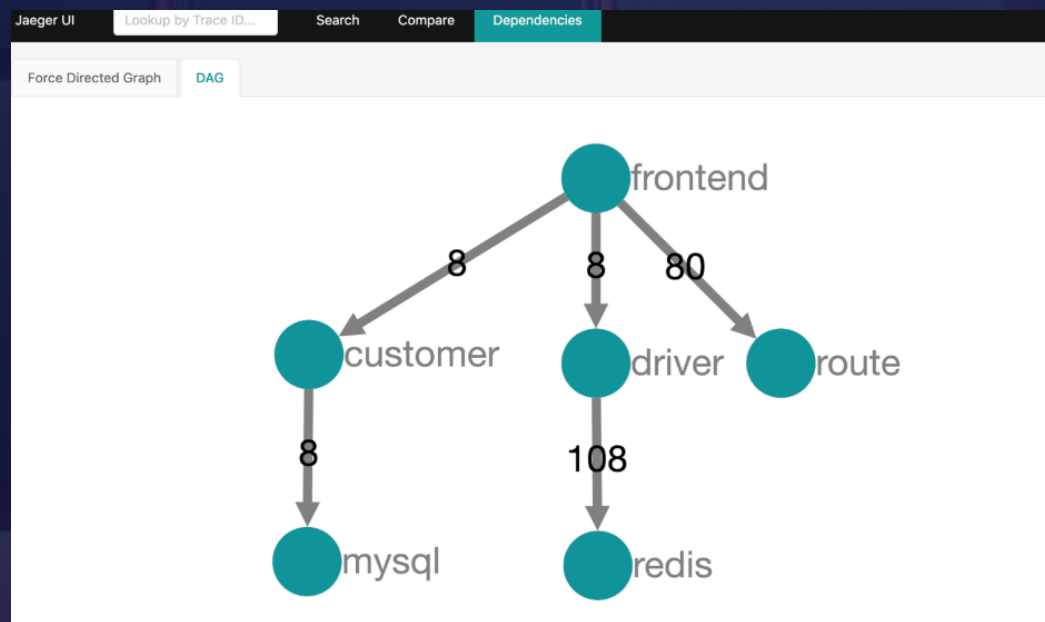 Jaeger UI Lookup by Trace ID... Search Compare Dependencies
Force Directed Graph DAG
frontend
8 8 80
customer driver route
8 108
mysql redis